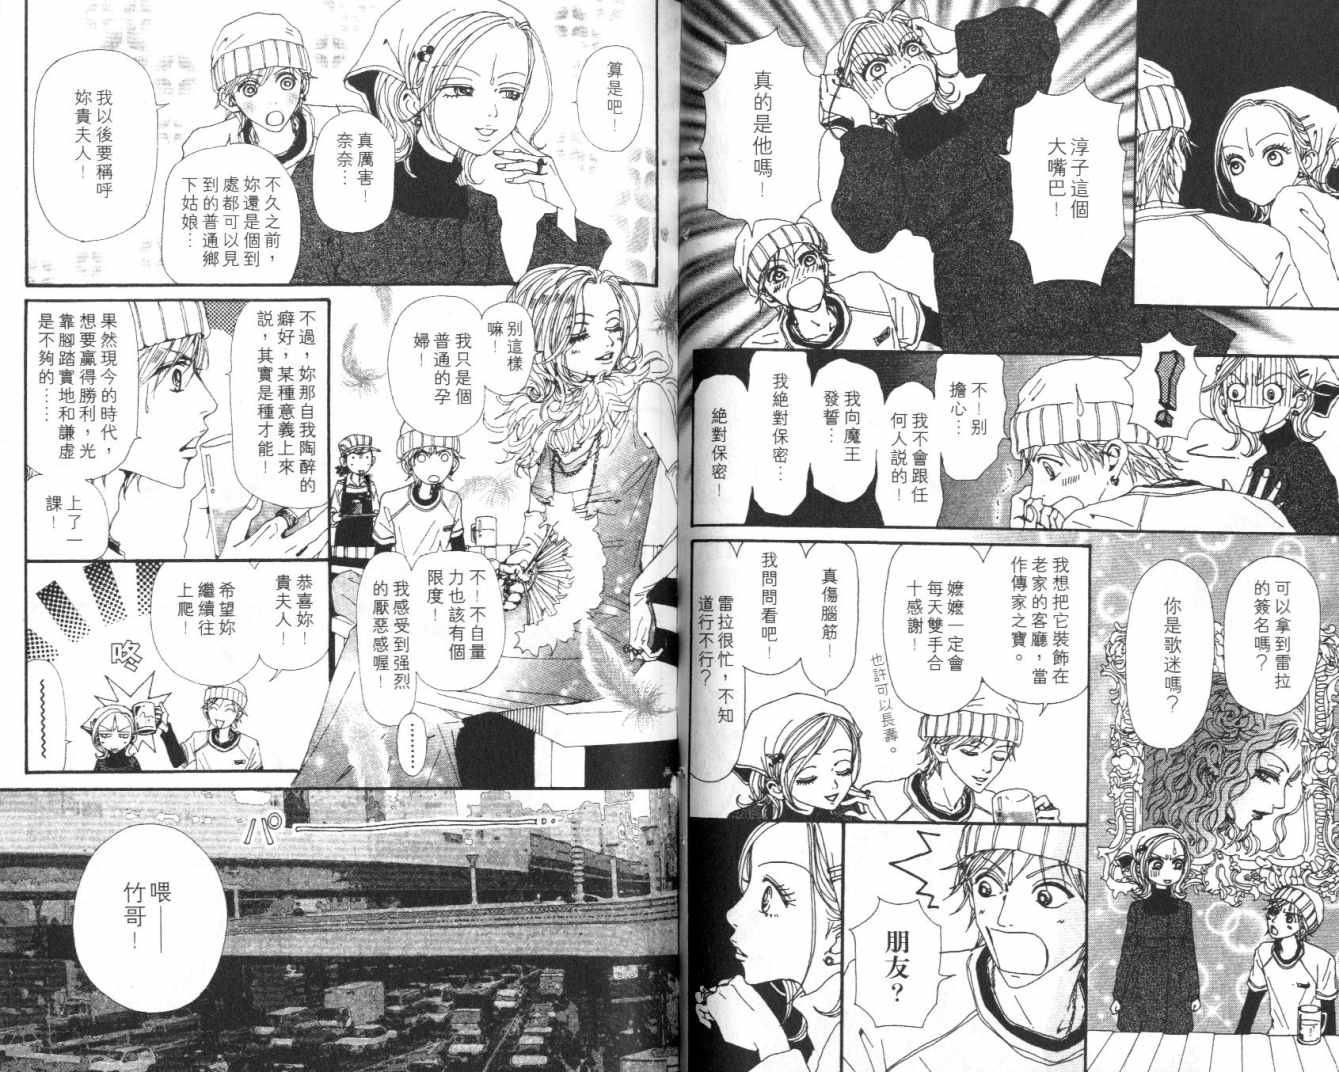 淳子這個
大嘴巴！
真的是他嗎！
不！別
擔心…
我不會跟任
何人說的！
我向魔王
發誓…
我絕對保密…
絕對保密！
可以拿到雷拉
的簽名嗎？
你是歌迷嗎？
我想把它裝飾在
老家的客廳，當
作傳家之寶。
嬤嬤一定會
每天雙手合
十感謝！
也許可以長壽。
真傷腦筋！
我問問看吧！
雷拉很忙，不知
道行不行？
朋友？
算是吧！
真厲害！
奈奈…
不久之前，
妳還是個到
處都可以見
到的普通鄉
下姑娘…
我以後要稱呼
妳貴夫人！
別這樣
嘛！
我只是個
普通的孕
婦！
不！不自量
力也該有個
限度！
我感受到强烈
的厭惡感喔！
………
不過，妳那自我陶醉的
癖好，某種意義上來
説，其實是種才能！
果然現今的時代，
想要贏得勝利，光
靠腳踏實地和謙虛
是不夠的……
上了一
課！
恭喜妳！
貴夫人！
希望妳
繼續往
上爬！
咚
パー
喂——
竹哥！